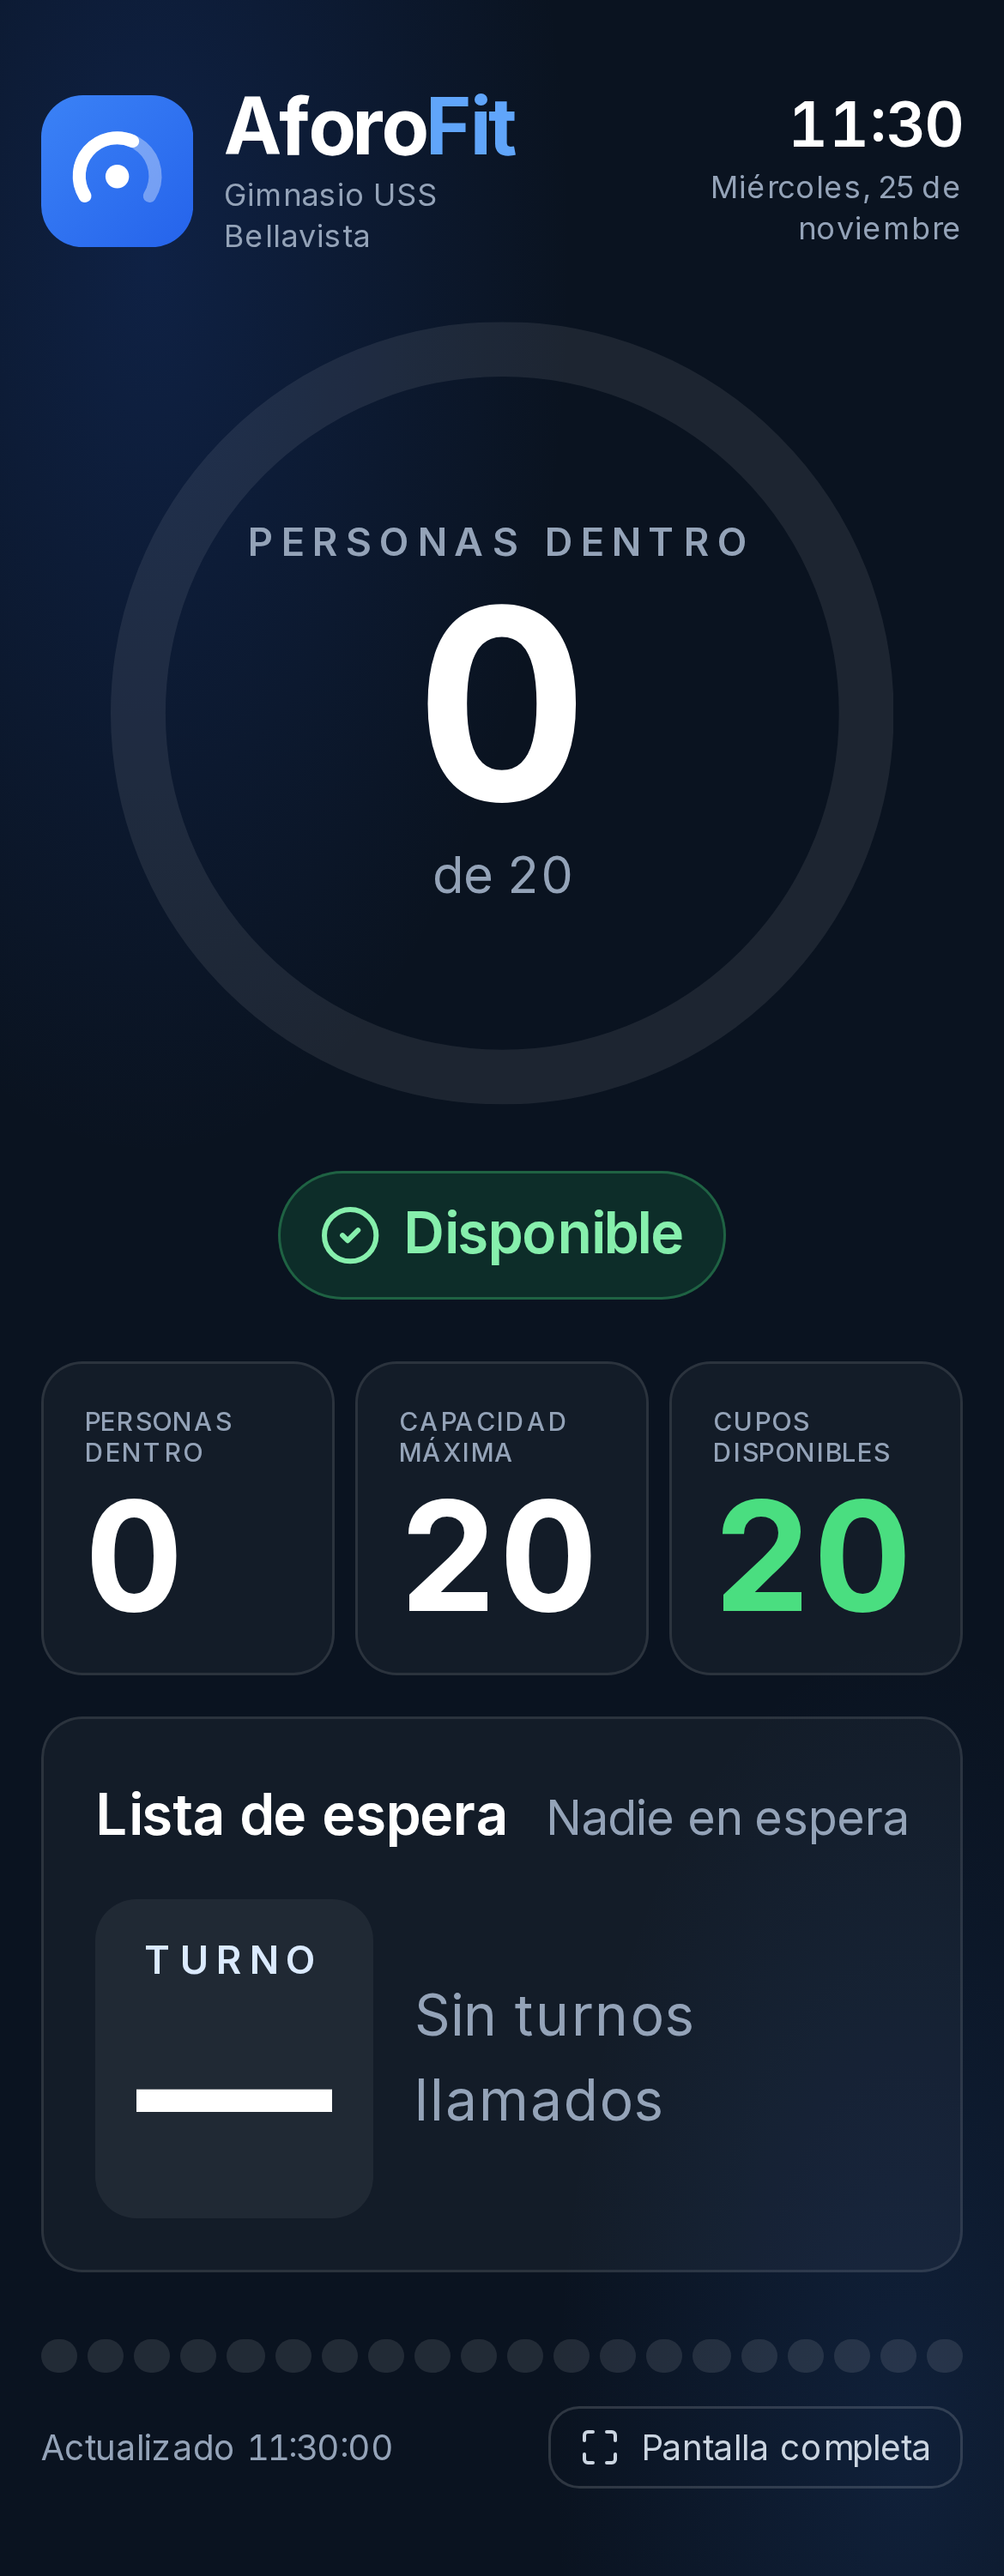 AforoFit
Gimnasio USS
Bellavista
11:30
Miércoles, 25 de
noviembre
PERSONAS DENTRO
0
de 20
Disponible
PERSONAS
DENTRO
0
CAPACIDAD
MÁXIMA
20
CUPOS
DISPONIBLES
20
Lista de espera
Nadie en espera
TURNO
—
Sin turnos
llamados
Actualizado 11:30:00
Pantalla completa